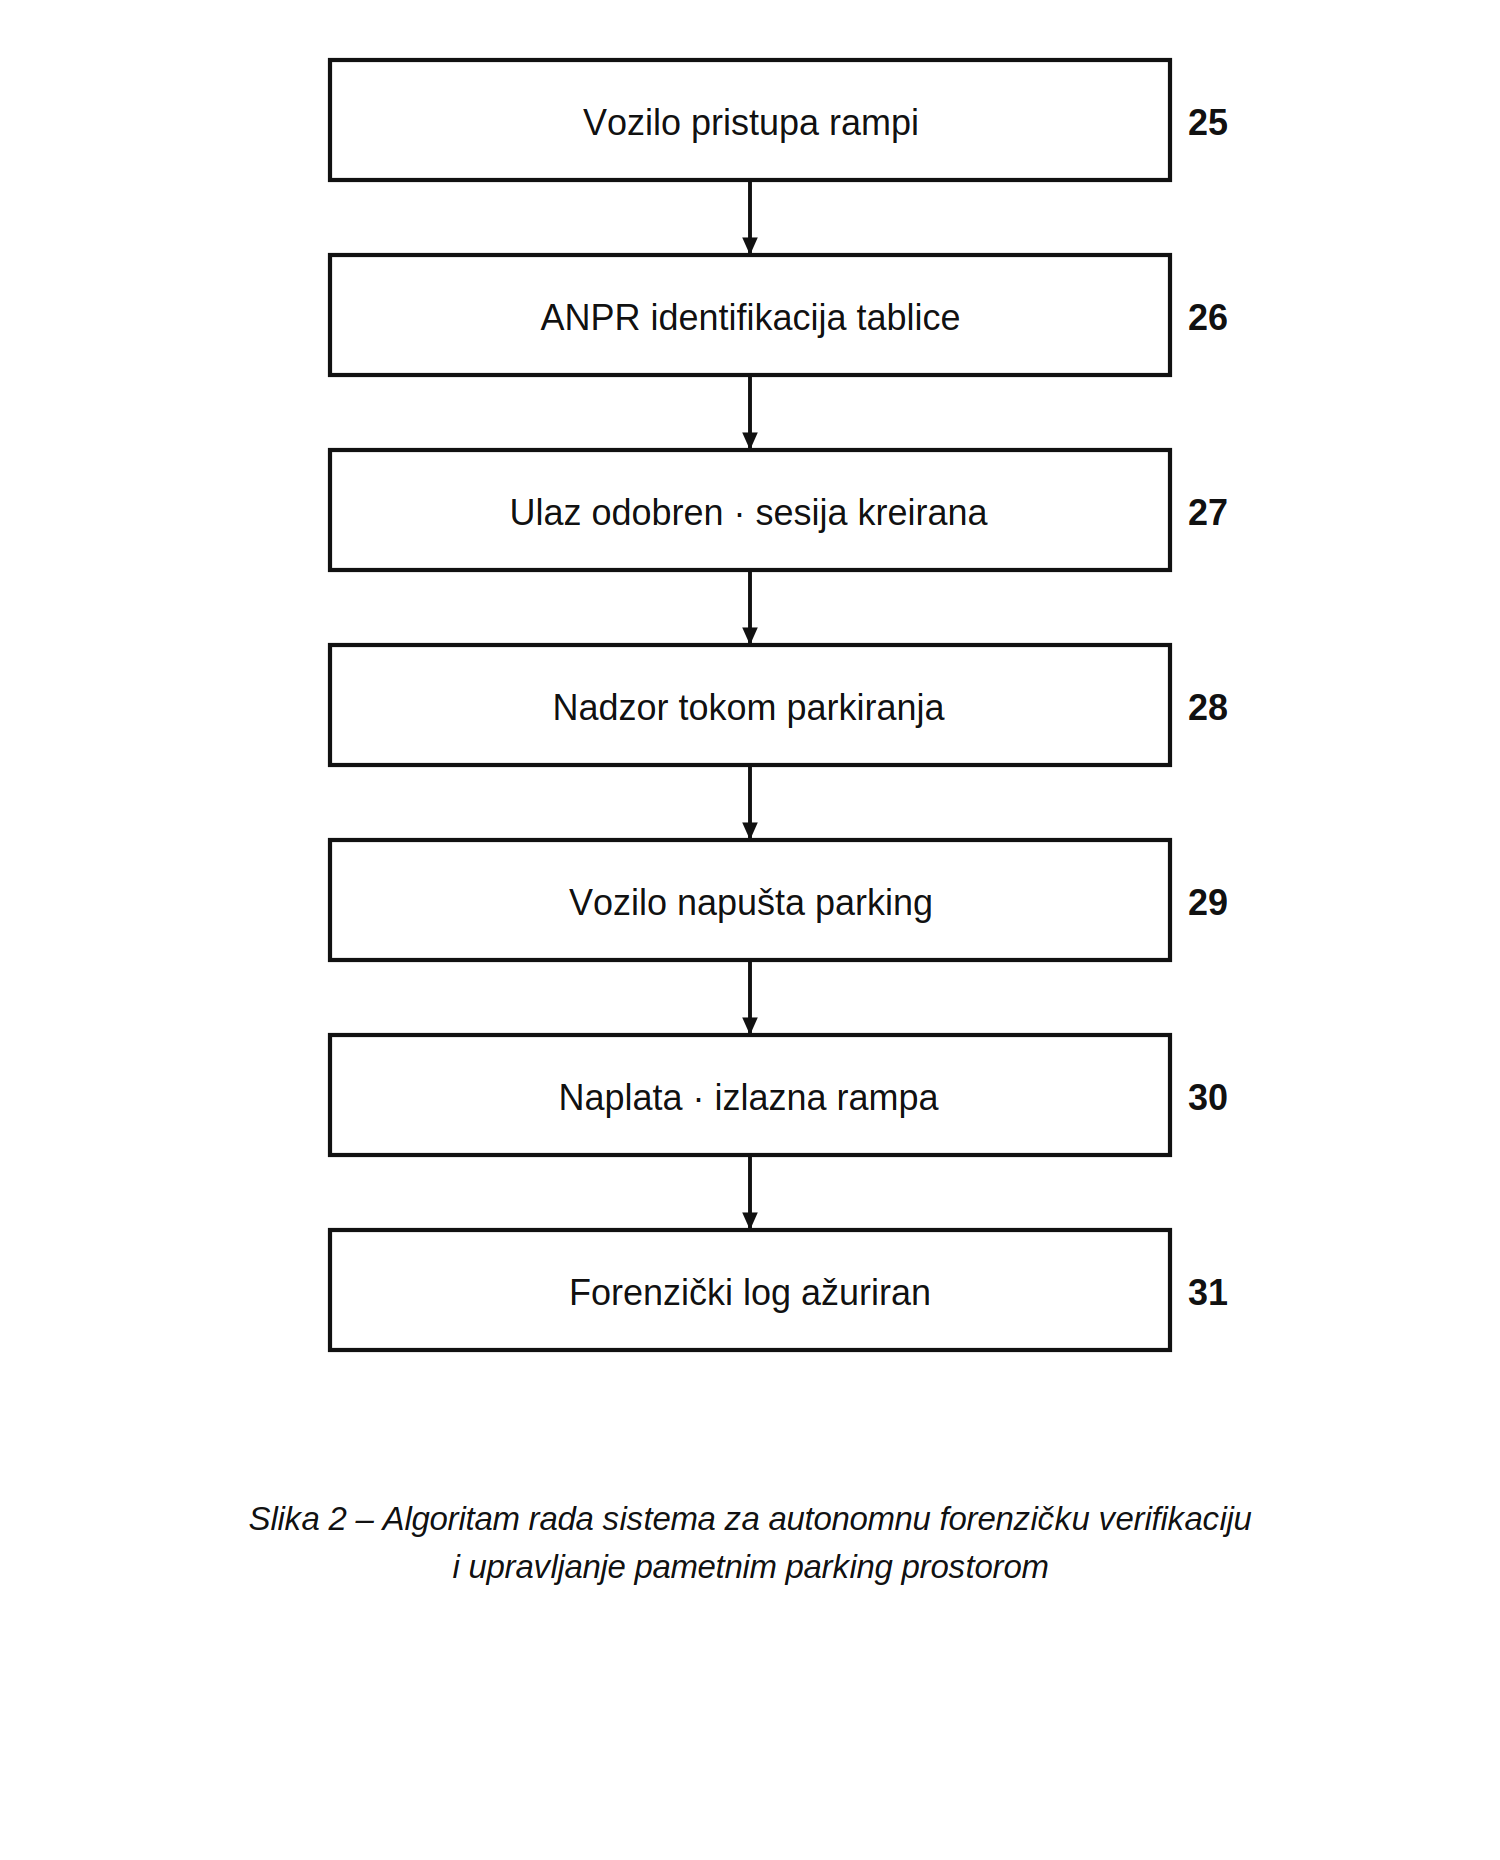 Vozilo pristupa rampi 25
ANPR identifikacija tablice 26
Ulaz odobren · sesija kreirana 27
Nadzor tokom parkiranja 28
Vozilo napušta parking 29
Naplata · izlazna rampa 30
Forenzički log ažuriran 31
Slika 2 – Algoritam rada sistema za autonomnu forenzičku verifikaciju
i upravljanje pametnim parking prostorom